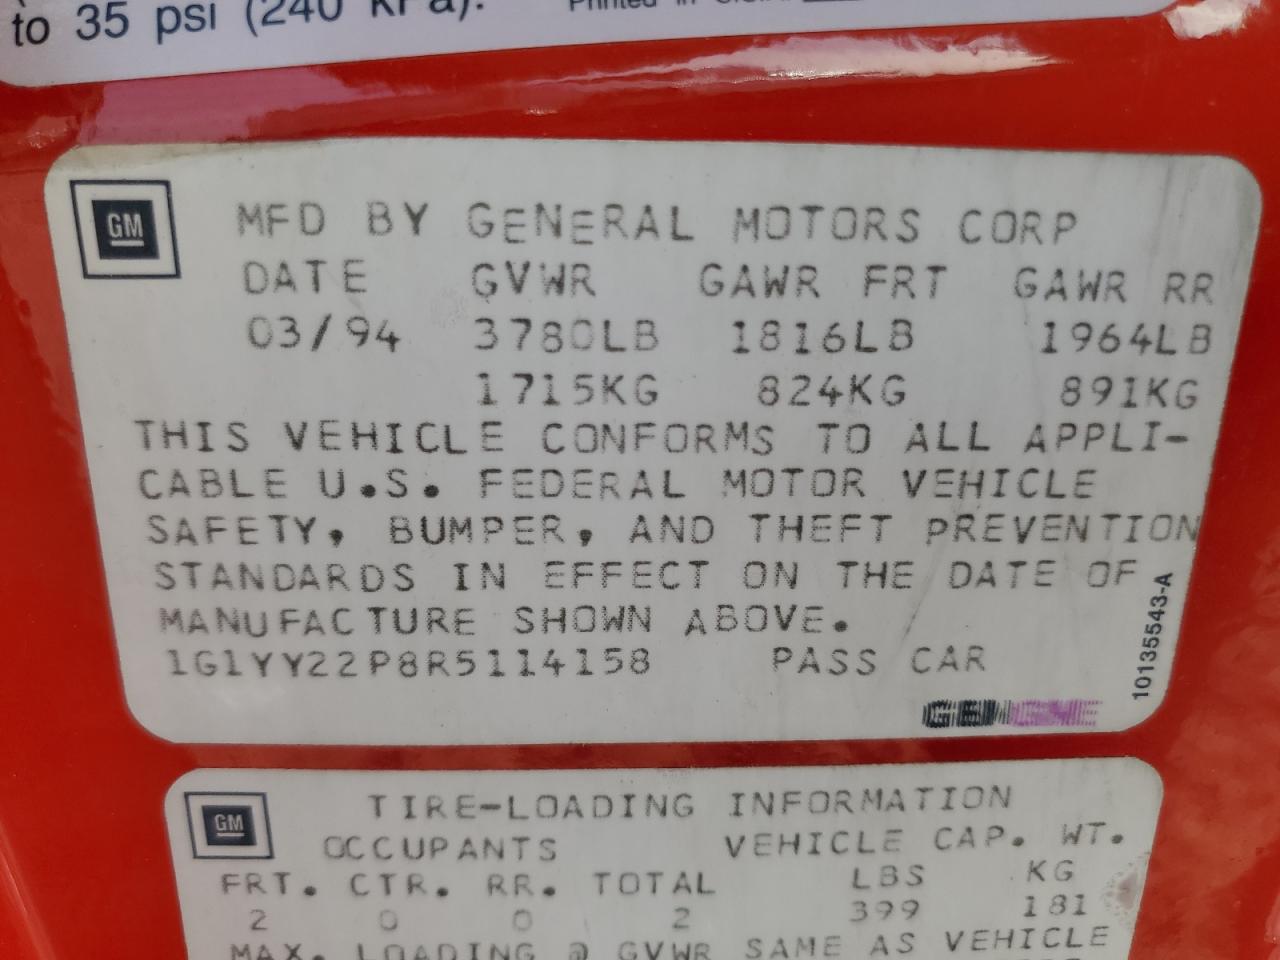 to 35 psi (240 kPa).
Printed in
GM
MFD BY GENERAL MOTORS CORP
DATE GVWR GAWR FRT GAWR RR
03/94 3780LB 1816LB 1964LB
1715KG 824KG 891KG
THIS VEHICLE CONFORMS TO ALL APPLI-
CABLE U.S. FEDERAL MOTOR VEHICLE
SAFETY, BUMPER, AND THEFT PREVENTION
STANDARDS IN EFFECT ON THE DATE OF
MANUFACTURE SHOWN ABOVE.
1G1YY22P8R5114158 PASS CAR
10135543-A
GM
TIRE-LOADING INFORMATION
OCCUPANTS VEHICLE CAP. WT.
FRT. CTR. RR. TOTAL LBS KG
2 0 0 2 399 181
MAX. LOADING @ GVWR SAME AS VEHICLE